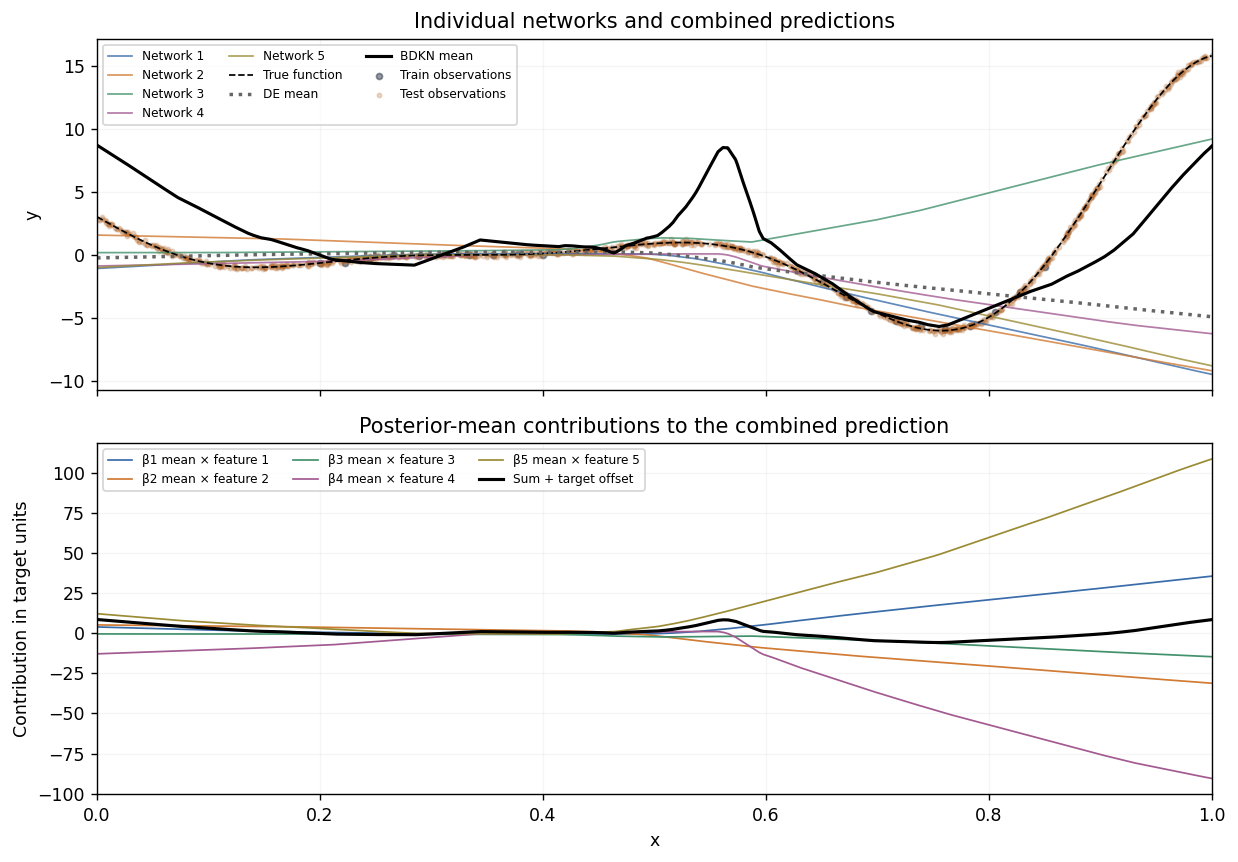 Individual networks and combined predictions
Network 1
Network 2
Network 3
Network 4
Network 5
True function
DE mean
BDKN mean
Train observations
Test observations
y
15
10
5
0
−5
−10
Posterior-mean contributions to the combined prediction
β1 mean × feature 1
β2 mean × feature 2
β3 mean × feature 3
β4 mean × feature 4
β5 mean × feature 5
Sum + target offset
Contribution in target units
100
75
50
25
0
−25
−50
−75
−100
0.0
0.2
0.4
0.6
0.8
1.0
x